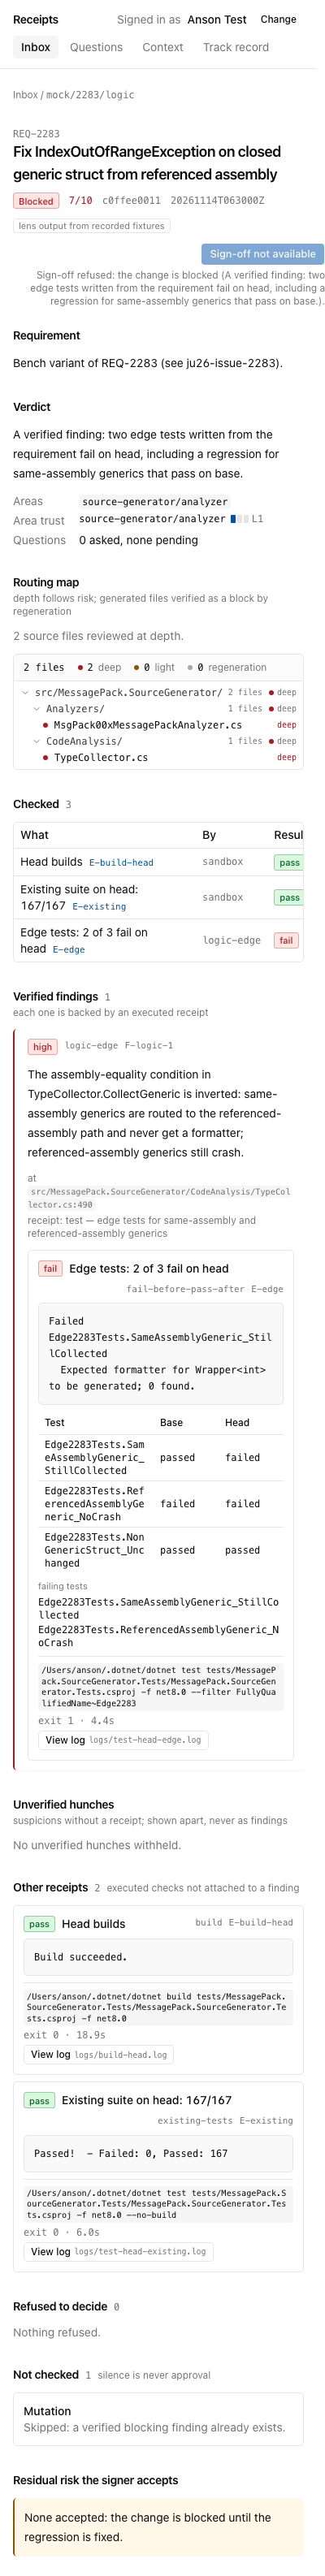 Receipts Signed in as Anson Test Change
Inbox Questions Context Track record
Inbox / mock/2283/logic
REQ-2283
Fix IndexOutOfRangeException on closed
generic struct from referenced assembly
Blocked 7/10 c0ffee0011 20261114T063000Z
lens output from recorded fixtures
Sign-off not available
Sign-off refused: the change is blocked (A verified finding: two
edge tests written from the requirement fail on head, including a
regression for same-assembly generics that pass on base.).
Requirement
Bench variant of REQ-2283 (see ju26-issue-2283).
Verdict
A verified finding: two edge tests written from the
requirement fail on head, including a regression for
same-assembly generics that pass on base.
Areas source-generator/analyzer
Area trust source-generator/analyzer L1
Questions 0 asked, none pending
Routing map
depth follows risk; generated files verified as a block by
regeneration
2 source files reviewed at depth.
2 files 2 deep 0 light 0 regeneration
src/MessagePack.SourceGenerator/ 2 files deep
Analyzers/ 1 files deep
MsgPack00xMessagePackAnalyzer.cs deep
CodeAnalysis/ 1 files deep
TypeCollector.cs deep
Checked 3
What By Resul
Head builds E-build-head sandbox pass
Existing suite on head:
167/167 E-existing sandbox pass
Edge tests: 2 of 3 fail on
head E-edge logic-edge fail
Verified findings 1
each one is backed by an executed receipt
high logic-edge F-logic-1
The assembly-equality condition in
TypeCollector.CollectGeneric is inverted: same-
assembly generics are routed to the referenced-
assembly path and never get a formatter;
referenced-assembly generics still crash.
at
src/MessagePack.SourceGenerator/CodeAnalysis/TypeCol
lector.cs:490
receipt: test — edge tests for same-assembly and
referenced-assembly generics
fail Edge tests: 2 of 3 fail on head
fail-before-pass-after E-edge
Failed
Edge2283Tests.SameAssemblyGeneric_Stil
lCollected
Expected formatter for Wrapper<int>
to be generated; 0 found.
Test Base Head
Edge2283Tests.Sam
eAssemblyGeneric_ passed failed
StillCollected
Edge2283Tests.Ref
erencedAssemblyGe failed failed
neric_NoCrash
Edge2283Tests.Non
GenericStruct_Unc passed passed
hanged
failing tests
Edge2283Tests.SameAssemblyGeneric_StillCo
llected
Edge2283Tests.ReferencedAssemblyGeneric_N
oCrash
/Users/anson/.dotnet/dotnet test tests/MessageP
ack.SourceGenerator.Tests/MessagePack.SourceGen
erator.Tests.csproj -f net8.0 --filter FullyQua
lifiedName~Edge2283
exit 1 · 4.4s
View log logs/test-head-edge.log
Unverified hunches
suspicions without a receipt; shown apart, never as findings
No unverified hunches withheld.
Other receipts 2 executed checks not attached to a finding
pass Head builds build E-build-head
Build succeeded.
/Users/anson/.dotnet/dotnet build tests/MessagePack.
SourceGenerator.Tests/MessagePack.SourceGenerator.Te
sts.csproj -f net8.0
exit 0 · 18.9s
View log logs/build-head.log
pass Existing suite on head: 167/167
existing-tests E-existing
Passed! - Failed: 0, Passed: 167
/Users/anson/.dotnet/dotnet test tests/MessagePack.S
ourceGenerator.Tests/MessagePack.SourceGenerator.Tes
ts.csproj -f net8.0 --no-build
exit 0 · 6.0s
View log logs/test-head-existing.log
Refused to decide 0
Nothing refused.
Not checked 1 silence is never approval
Mutation
Skipped: a verified blocking finding already exists.
Residual risk the signer accepts
None accepted: the change is blocked until the
regression is fixed.